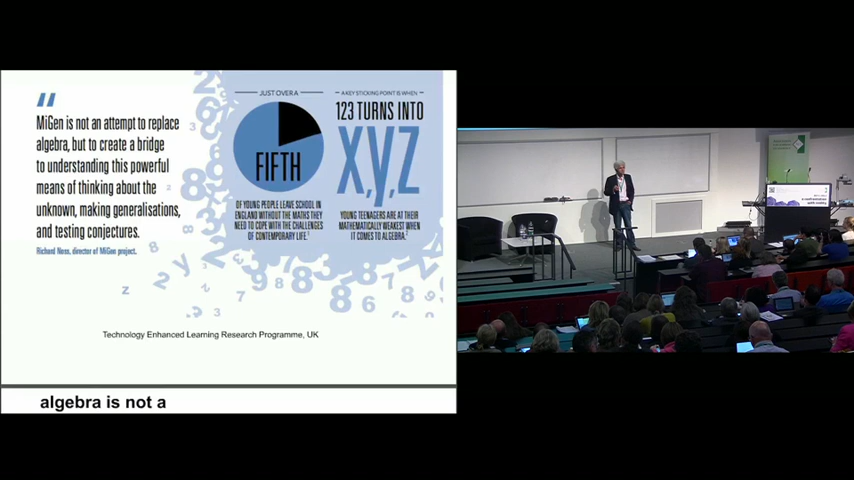 "
MiGen is not an attempt to replace
algebra, but to create a bridge
to understanding this powerful
means of thinking about the
unknown, making generalisations,
and testing conjectures.
Richard Noss, director of MiGen project.
JUST OVER A
FIFTH
OF YOUNG PEOPLE LEAVE SCHOOL IN
ENGLAND WITHOUT THE MATHS THEY
NEED TO COPE WITH THE CHALLENGES
OF CONTEMPORARY LIFE.¹
A KEY STICKING POINT IS WHEN
123 TURNS INTO
X,y,Z
YOUNG TEENAGERS ARE AT THEIR
MATHEMATICALLY WEAKEST WHEN
IT COMES TO ALGEBRA.²
Technology Enhanced Learning Research Programme, UK
algebra is not a